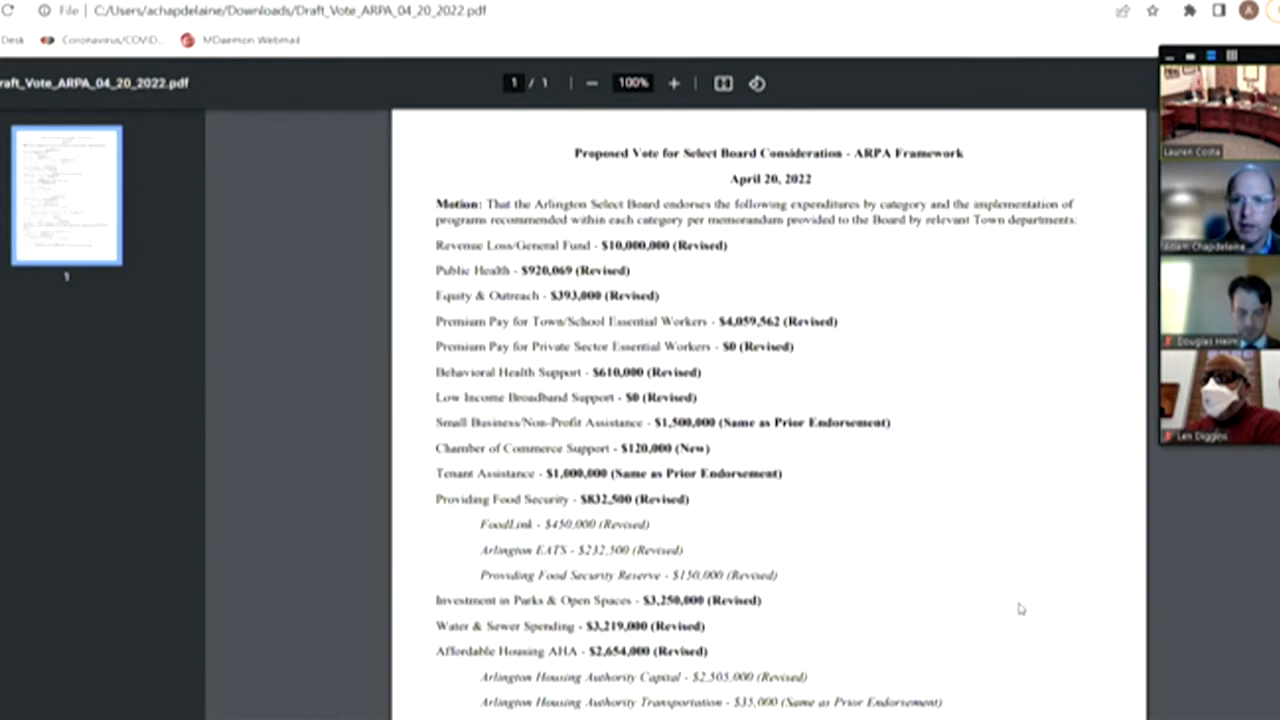 File | C:/Users/achapdelaine/Downloads/Draft_Vote_ARPA_04_20_2022.pdf
Desk Coronavirus/COVID... MDaemon Webmail
raft_Vote_ARPA_04_20_2022.pdf
1 / 1 | − 100% + |
1
Proposed Vote for Select Board Consideration - ARPA Framework
April 20, 2022
Motion: That the Arlington Select Board endorses the following expenditures by category and the implementation of
programs recommended within each category per memorandum provided to the Board by relevant Town departments:
Revenue Loss/General Fund - $10,000,000 (Revised)
Public Health - $920,069 (Revised)
Equity & Outreach - $393,000 (Revised)
Premium Pay for Town/School Essential Workers - $4,059,562 (Revised)
Premium Pay for Private Sector Essential Workers - $0 (Revised)
Behavioral Health Support - $610,000 (Revised)
Low Income Broadband Support - $0 (Revised)
Small Business/Non-Profit Assistance - $1,500,000 (Same as Prior Endorsement)
Chamber of Commerce Support - $120,000 (New)
Tenant Assistance - $1,000,000 (Same as Prior Endorsement)
Providing Food Security - $832,500 (Revised)
FoodLink - $450,000 (Revised)
Arlington EATS - $232,500 (Revised)
Providing Food Security Reserve - $150,000 (Revised)
Investment in Parks & Open Spaces - $3,250,000 (Revised)
Water & Sewer Spending - $3,219,000 (Revised)
Affordable Housing AHA - $2,654,000 (Revised)
Arlington Housing Authority Capital - $2,505,000 (Revised)
Arlington Housing Authority Transportation - $35,000 (Same as Prior Endorsement)
A
Lauren Costa
Adam Chapdelaine
Douglas Heim
Len Diggins